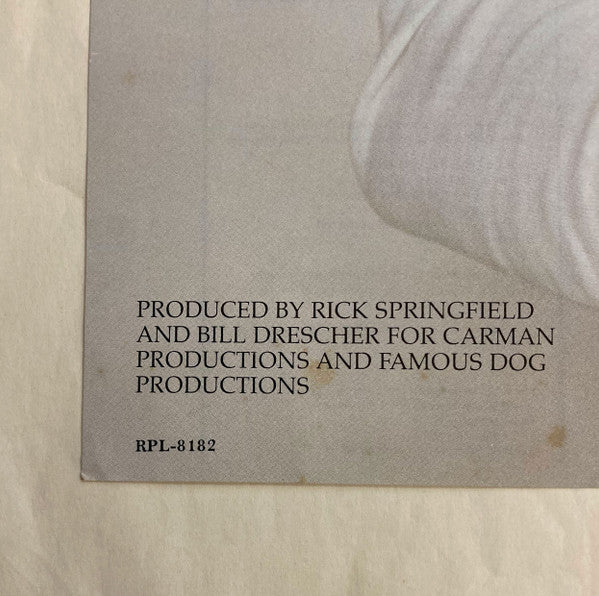 PRODUCED BY RICK SPRINGFIELD
AND BILL DRESCHER FOR CARMAN
PRODUCTIONS AND FAMOUS DOG
PRODUCTIONS
RPL-8182